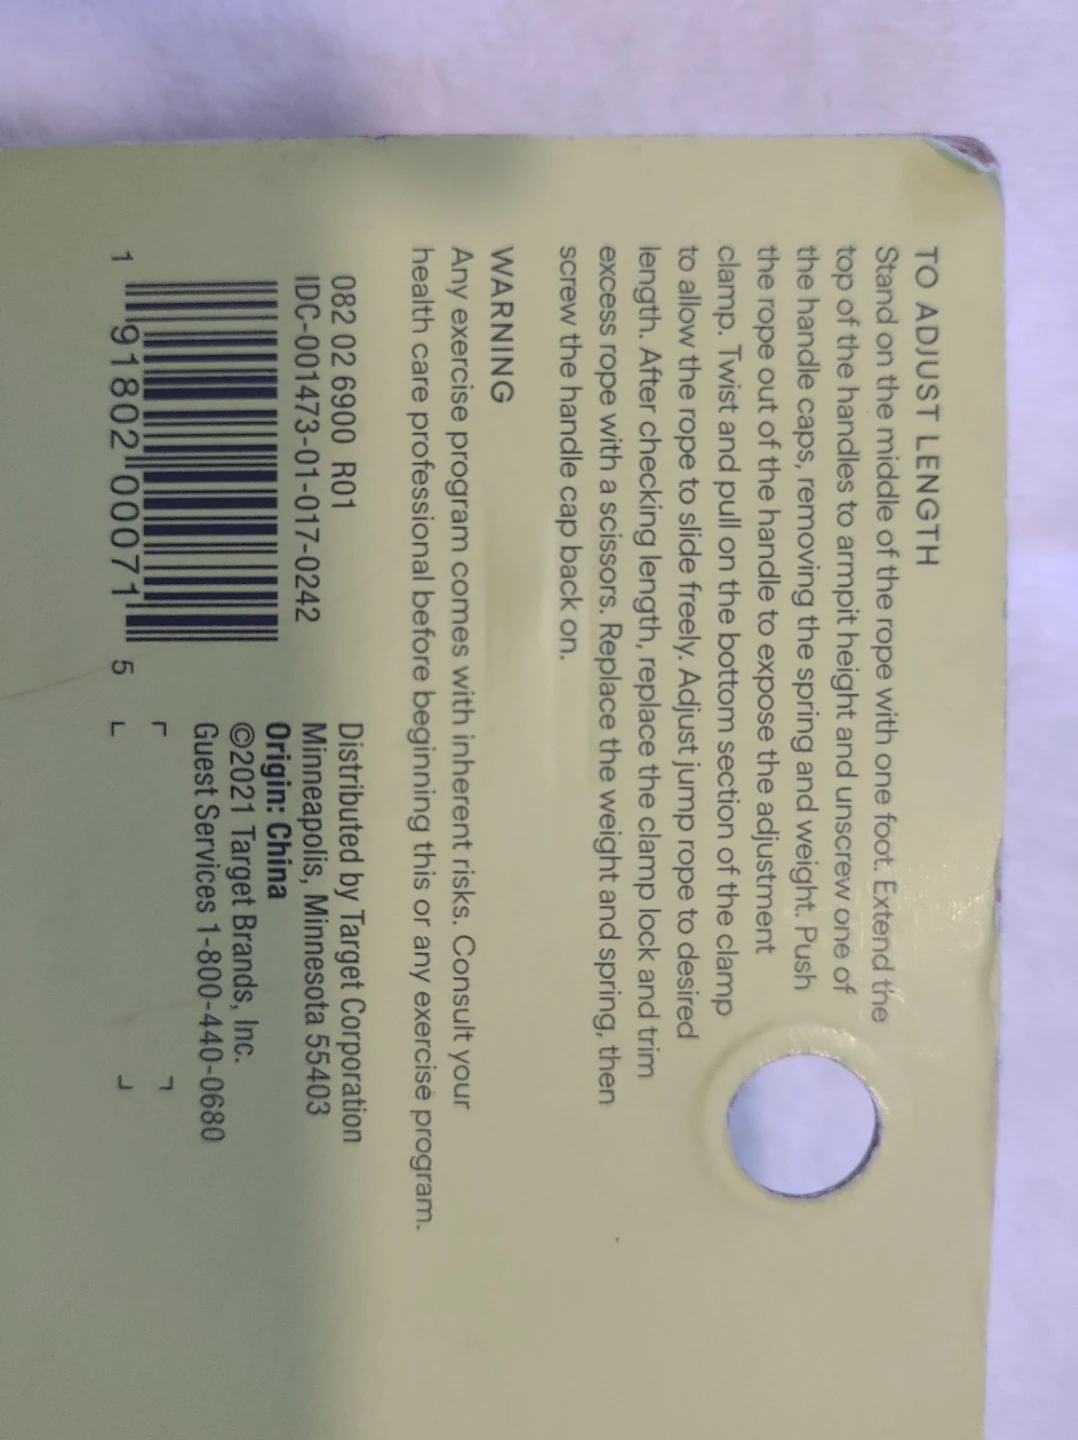 TO ADJUST LENGTH
Stand on the middle of the rope with one foot. Extend the
top of the handles to armpit height and unscrew one of
the handle caps, removing the spring and weight. Push
the rope out of the handle to expose the adjustment
clamp. Twist and pull on the bottom section of the clamp
to allow the rope to slide freely. Adjust jump rope to desired
length. After checking length, replace the clamp lock and trim
excess rope with a scissors. Replace the weight and spring, then
screw the handle cap back on.
WARNING
Any exercise program comes with inherent risks. Consult your
health care professional before beginning this or any exercise program.
082 02 6900 R01
IDC-001473-01-017-0242
1 91802 00071 5
Distributed by Target Corporation
Minneapolis, Minnesota 55403
Origin: China
©2021 Target Brands, Inc.
Guest Services 1-800-440-0680